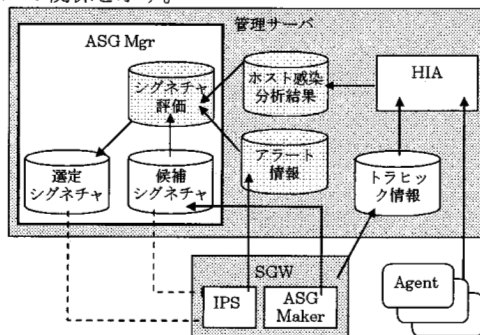 の関係を示す。
管理サーバ
ASG Mgr
シグネチャ
評価
ホスト感染
分析結果
HIA
選定
シグネチャ
候補
シグネチャ
アラート
情報
トラヒック
情報
SGW
IPS
ASG
Maker
Agent